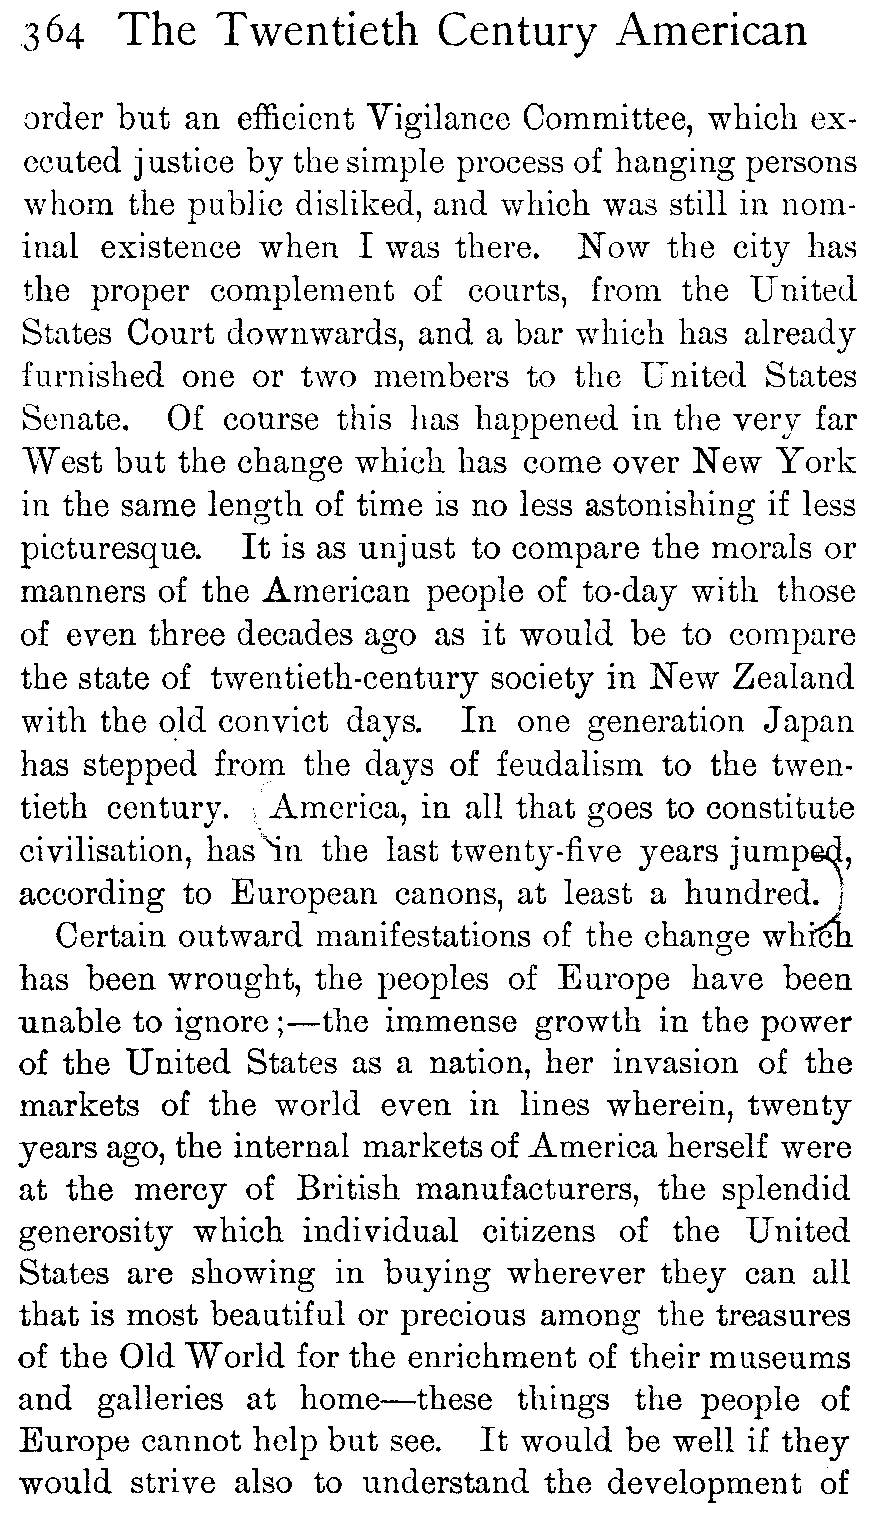 364 The Twentieth Century American
order but an efficient Vigilance Committee, which ex-
ecuted justice by the simple process of hanging persons
whom the public disliked, and which was still in nom-
inal existence when I was there. Now the city has
the proper complement of courts, from the United
States Court downwards, and a bar which has already
furnished one or two members to the United States
Senate. Of course this has happened in the very far
West but the change which has come over New York
in the same length of time is no less astonishing if less
picturesque. It is as unjust to compare the morals or
manners of the American people of to-day with those
of even three decades ago as it would be to compare
the state of twentieth-century society in New Zealand
with the old convict days. In one generation Japan
has stepped from the days of feudalism to the twen-
tieth century. America, in all that goes to constitute
civilisation, has in the last twenty-five years jumped,
according to European canons, at least a hundred.
Certain outward manifestations of the change which
has been wrought, the peoples of Europe have been
unable to ignore;—the immense growth in the power
of the United States as a nation, her invasion of the
markets of the world even in lines wherein, twenty
years ago, the internal markets of America herself were
at the mercy of British manufacturers, the splendid
generosity which individual citizens of the United
States are showing in buying wherever they can all
that is most beautiful or precious among the treasures
of the Old World for the enrichment of their museums
and galleries at home—these things the people of
Europe cannot help but see. It would be well if they
would strive also to understand the development of